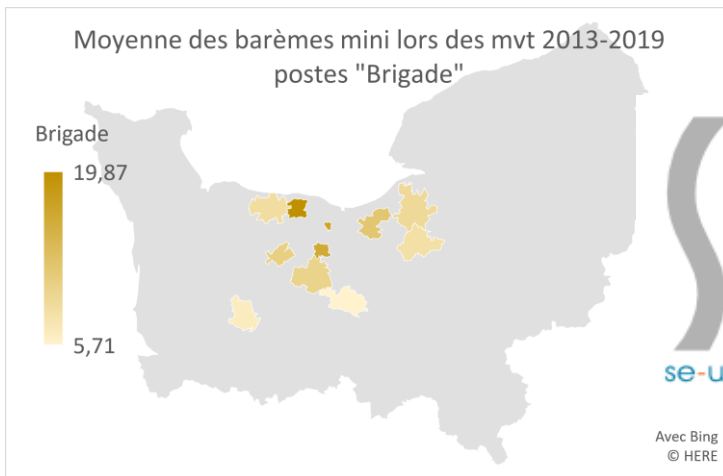 Moyenne des barèmes mini lors des mvt 2013-2019
postes "Brigade"
Brigade
19,87
5,71
se-u
Avec Bing
© HERE